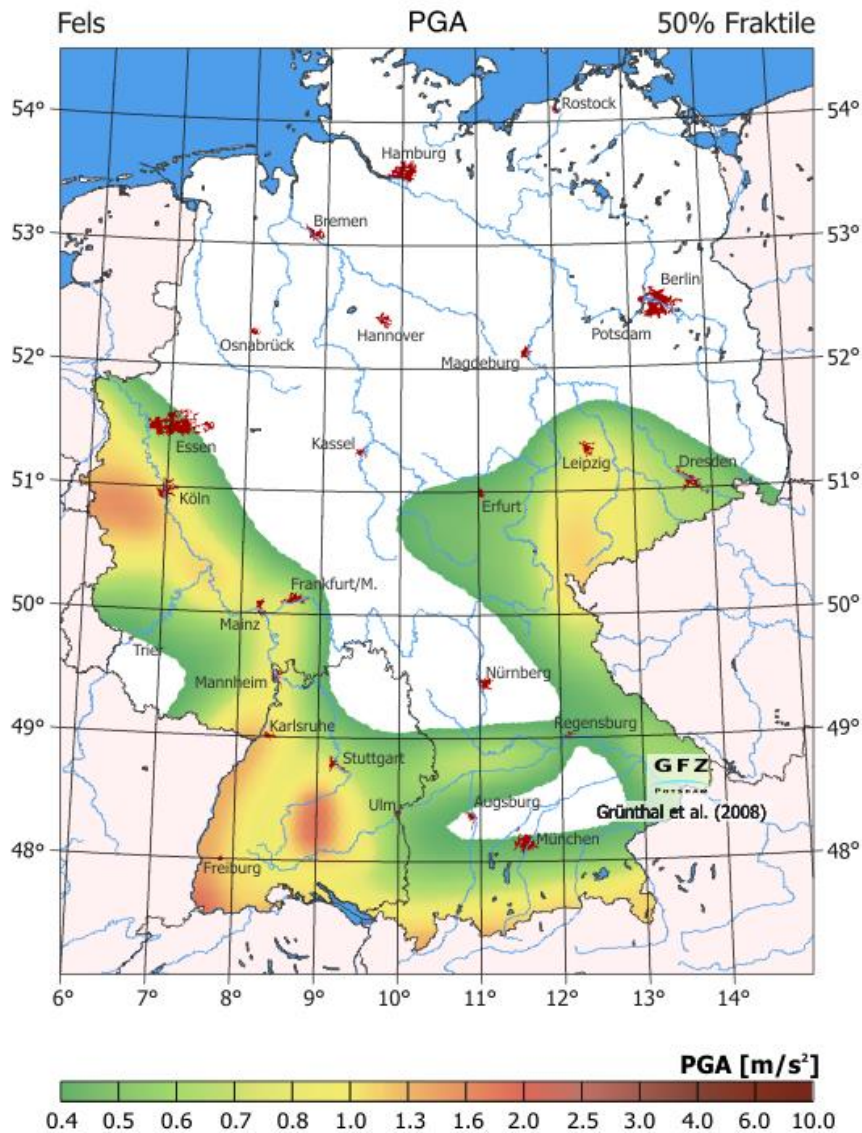 Fels PGA 50% Fraktile
54° 54°
Rostock
Hamburg
53° 53°
Bremen
Berlin
Osnabrück Hannover Potsdam
52° 52°
Magdeburg
Essen
Kassel Leipzig Dresden
51° 51°
Köln Erfurt
Frankfurt/M.
50° 50°
Mainz
Trier
Mannheim Nürnberg
49° 49°
Karlsruhe Regensburg
Stuttgart GFZ
POTSDAM
Ulm Augsburg Grünthal et al. (2008)
48° 48°
München
Freiburg
6° 7° 8° 9° 10° 11° 12° 13° 14°
PGA [m/s²]
0.4 0.5 0.6 0.7 0.8 1.0 1.3 1.6 2.0 2.5 3.0 4.0 6.0 10.0